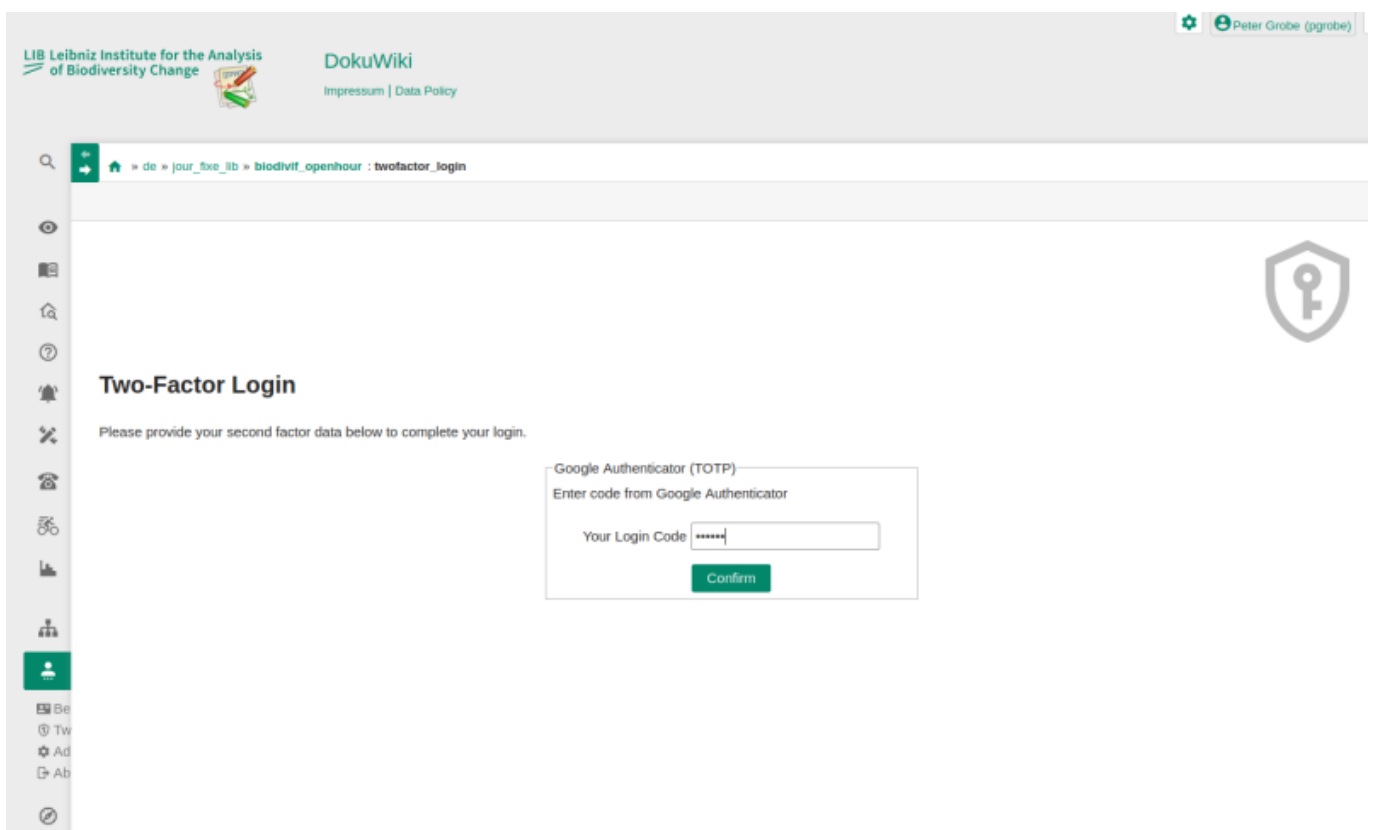 Peter Grobe (pgrobe)
LIB Leibniz Institute for the Analysis
of Biodiversity Change
DokuWiki
Impressum | Data Policy
» de » jour_fixe_lib » biodivif_openhour : twofactor_login
Two-Factor Login
Please provide your second factor data below to complete your login.
Google Authenticator (TOTP)
Enter code from Google Authenticator
Your Login Code ••••••
Confirm
Be
Tw
Ad
Ab